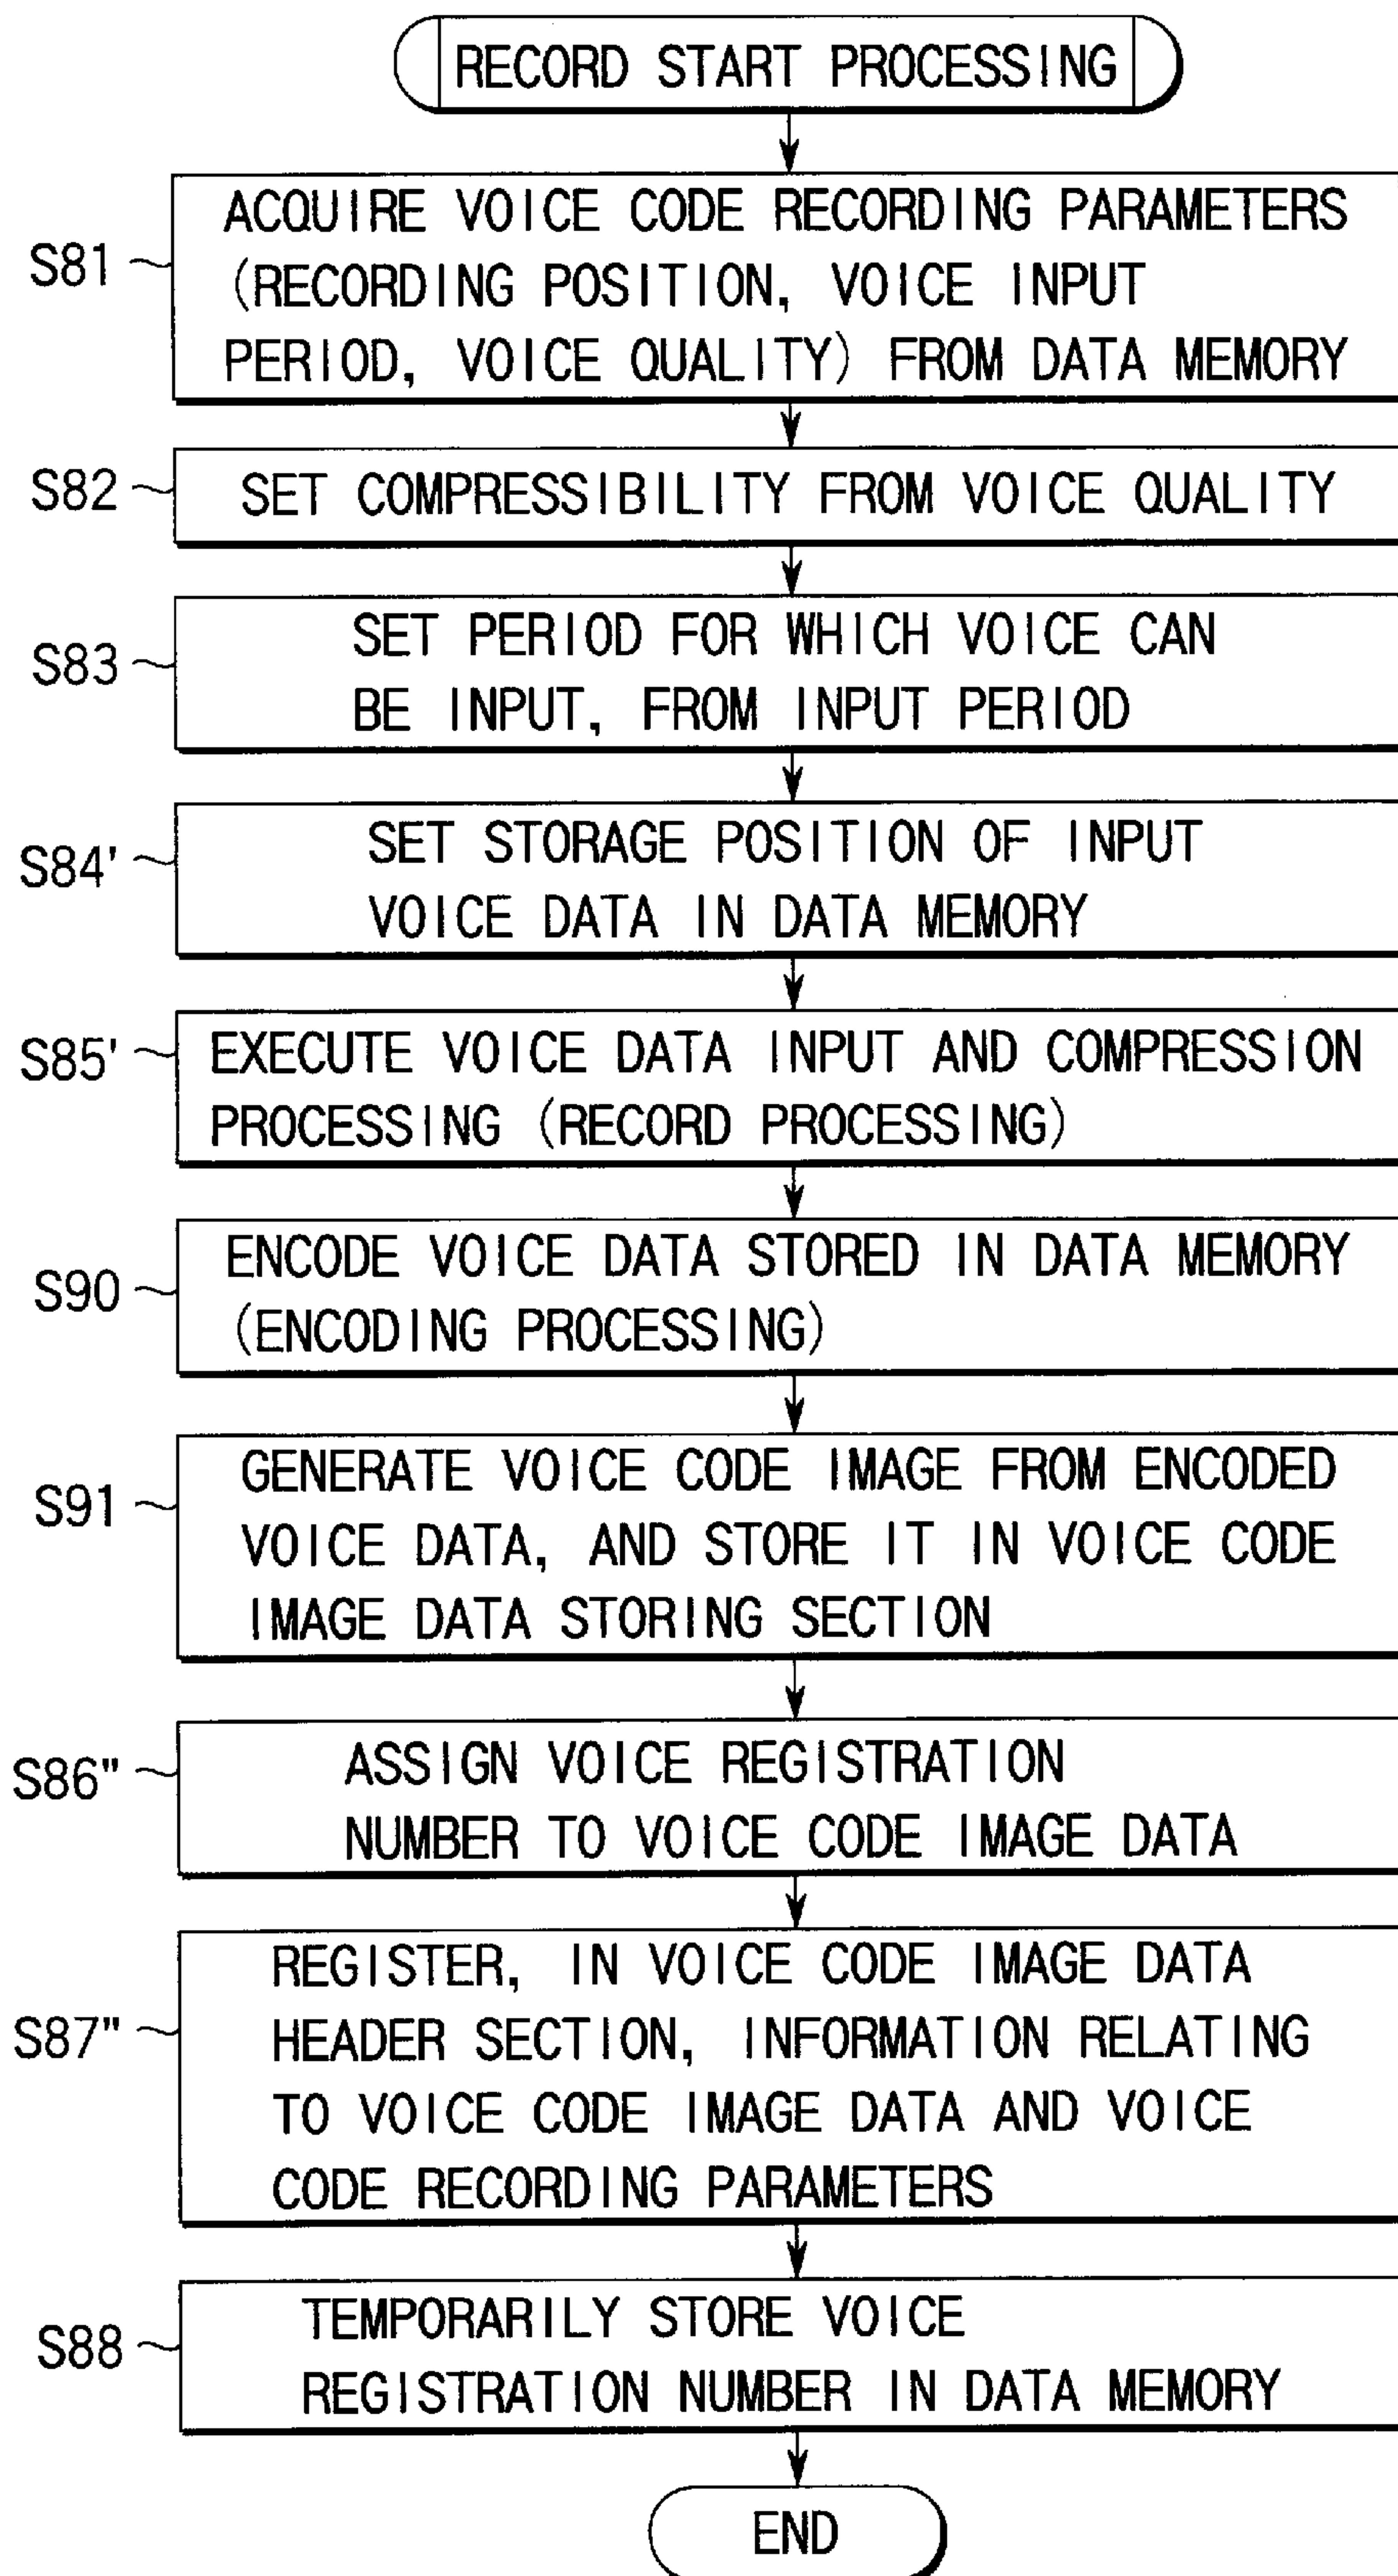 RECORD START PROCESSING
S81
ACQUIRE VOICE CODE RECORDING PARAMETERS
(RECORDING POSITION, VOICE INPUT
PERIOD, VOICE QUALITY) FROM DATA MEMORY
S82
SET COMPRESSIBILITY FROM VOICE QUALITY
S83
SET PERIOD FOR WHICH VOICE CAN
BE INPUT, FROM INPUT PERIOD
S84'
SET STORAGE POSITION OF INPUT
VOICE DATA IN DATA MEMORY
S85'
EXECUTE VOICE DATA INPUT AND COMPRESSION
PROCESSING (RECORD PROCESSING)
S90
ENCODE VOICE DATA STORED IN DATA MEMORY
(ENCODING PROCESSING)
S91
GENERATE VOICE CODE IMAGE FROM ENCODED
VOICE DATA, AND STORE IT IN VOICE CODE
IMAGE DATA STORING SECTION
S86"
ASSIGN VOICE REGISTRATION
NUMBER TO VOICE CODE IMAGE DATA
S87"
REGISTER, IN VOICE CODE IMAGE DATA
HEADER SECTION, INFORMATION RELATING
TO VOICE CODE IMAGE DATA AND VOICE
CODE RECORDING PARAMETERS
S88
TEMPORARILY STORE VOICE
REGISTRATION NUMBER IN DATA MEMORY
END